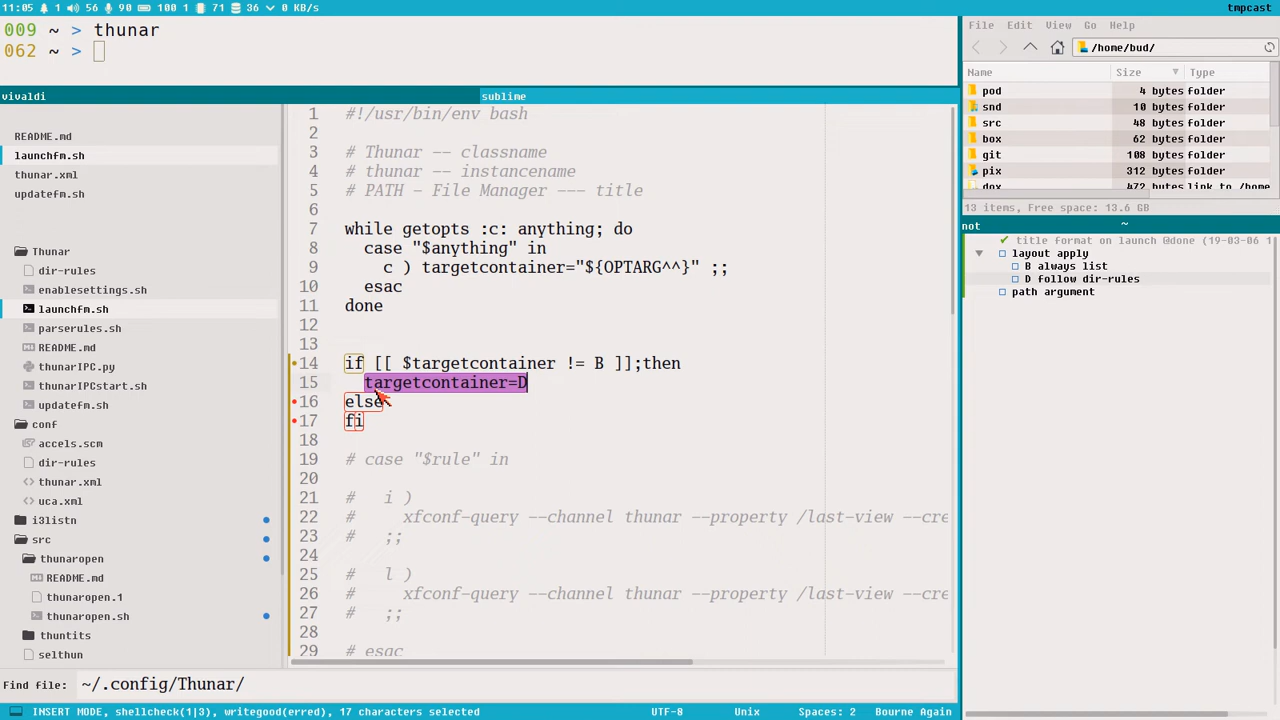 11:05 1 56 90 100 1 71 36 0 KB/s tmpcast
009 ~ > thunar
062 ~ >
vivaldi sublime
README.md
launchfm.sh
thunar.xml
updatefm.sh
Thunar
dir-rules
enablesettings.sh
launchfm.sh
parserules.sh
README.md
thunarIPC.py
thunarIPCstart.sh
updatefm.sh
conf
accels.scm
dir-rules
thunar.xml
uca.xml
i3listn
src
thunaropen
README.md
thunaropen.1
thunaropen.sh
thuntits
selthun
1 #!/usr/bin/env bash
2
3 # Thunar -- classname
4 # thunar -- instancename
5 # PATH - File Manager --- title
6
7 while getopts :c: anything; do
8 case "$anything" in
9 c ) targetcontainer="${OPTARG^^}" ;;
10 esac
11 done
12
13
14 if [[ $targetcontainer != B ]];then
15 targetcontainer=D
16 else
17 fi
18
19 # case "$rule" in
20
21 # i )
22 # xfconf-query --channel thunar --property /last-view --cre
23 # ;;
24
25 # l )
26 # xfconf-query --channel thunar --property /last-view --cre
27 # ;;
28
29 # esac
Find file: ~/.config/Thunar/
INSERT MODE, shellcheck(1|3), writegood(erred), 17 characters selected UTF-8 Unix Spaces: 2 Bourne Again
File Edit View Go Help
/home/bud/
Name Size Type
pod 4 bytes folder
snd 10 bytes folder
src 48 bytes folder
box 62 bytes folder
git 108 bytes folder
pix 312 bytes folder
dox 472 bytes link to /home
13 items, Free space: 13.6 GB
not ~
✓ title format on launch @done (19-03-06 1
layout apply
B always list
D follow dir-rules
path argument